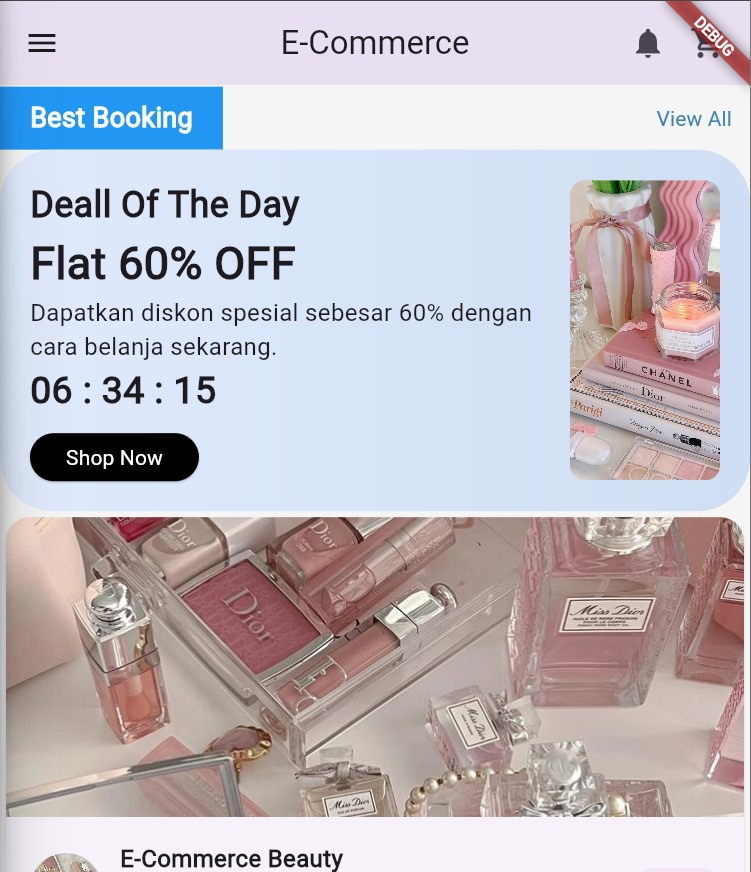 E-Commerce
DEBUG
Best Booking
View All
Deall Of The Day
Flat 60% OFF
Dapatkan diskon spesial sebesar 60% dengan
cara belanja sekarang.
06 : 34 : 15
Shop Now
CHANEL
Dior
Parigi
Dior
Dior
Dior
Miss Dior
Miss Dior
Miss Dior
E-Commerce Beauty